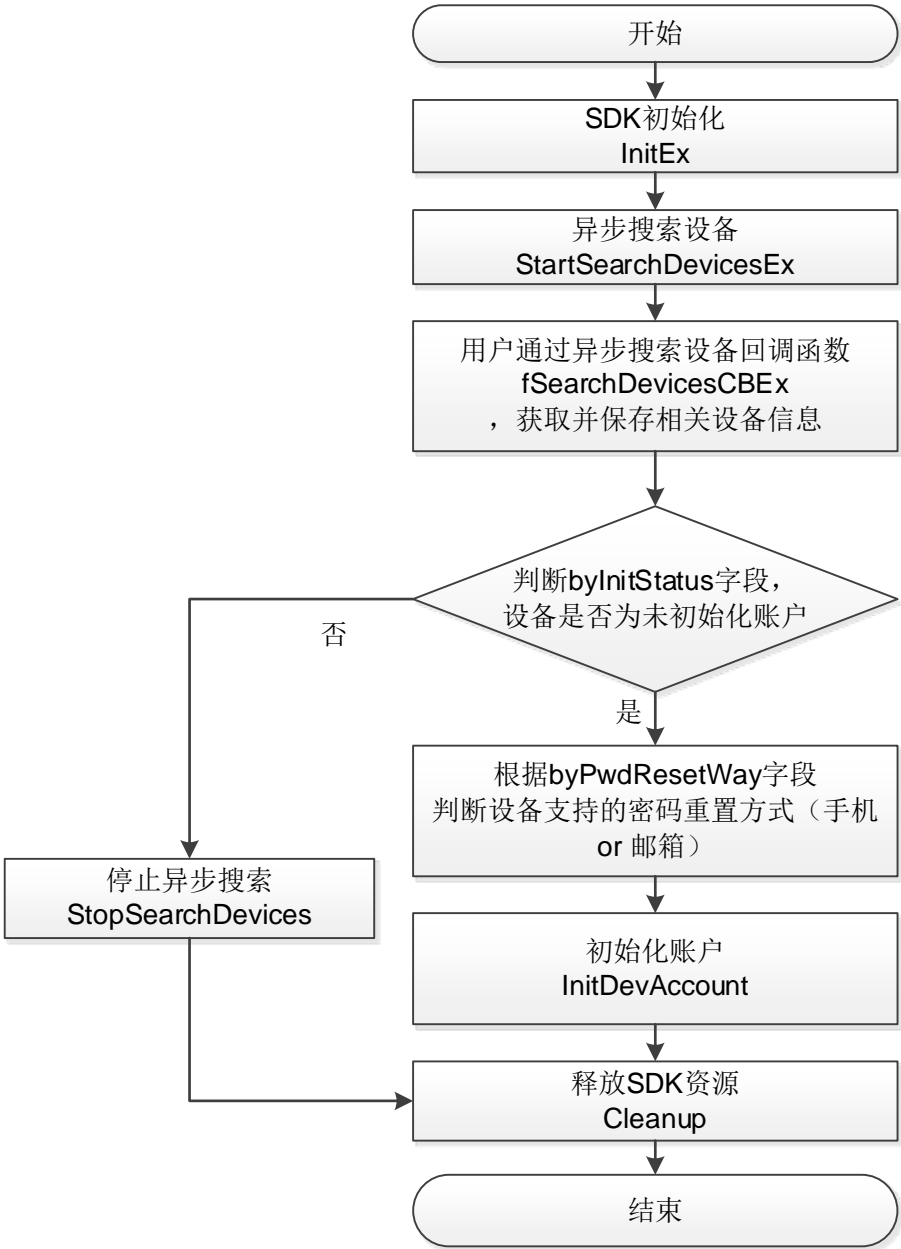 开始
SDK初始化
InitEx
异步搜索设备
StartSearchDevicesEx
用户通过异步搜索设备回调函数
fSearchDevicesCBEx
，获取并保存相关设备信息
判断byInitStatus字段，
设备是否为未初始化账户
否
是
根据byPwdResetWay字段
判断设备支持的密码重置方式（手机
or 邮箱）
停止异步搜索
StopSearchDevices
初始化账户
InitDevAccount
释放SDK资源
Cleanup
结束